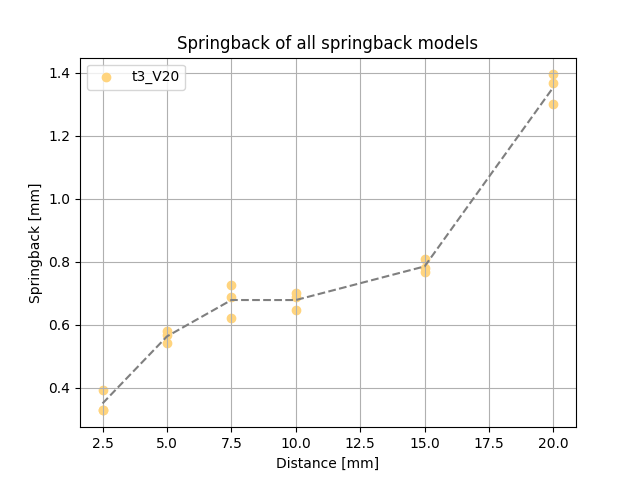 Springback of all springback models
t3_V20
Springback [mm]
1.4
1.2
1.0
0.8
0.6
0.4
2.5 5.0 7.5 10.0 12.5 15.0 17.5 20.0
Distance [mm]